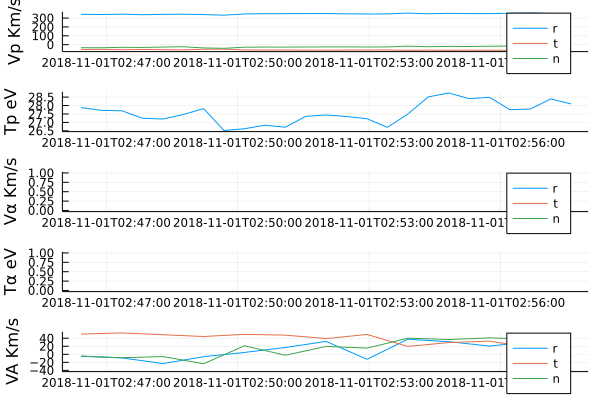 Vp Km/s
300
200
100
0
2018-11-01T02:47:00 2018-11-01T02:50:00 2018-11-01T02:53:00 2018-11-01T
r
t
n
Tp eV
28.5
28.0
27.5
27.0
26.5
2018-11-01T02:47:00 2018-11-01T02:50:00 2018-11-01T02:53:00 2018-11-01T02:56:00
Vα Km/s
1.00
0.75
0.50
0.25
0.00
2018-11-01T02:47:00 2018-11-01T02:50:00 2018-11-01T02:53:00 2018-11-01T
r
t
n
Tα eV
1.00
0.75
0.50
0.25
0.00
2018-11-01T02:47:00 2018-11-01T02:50:00 2018-11-01T02:53:00 2018-11-01T02:56:00
VA Km/s
40
20
0
−20
−40
2018-11-01T02:47:00 2018-11-01T02:50:00 2018-11-01T02:53:00 2018-11-01T
r
t
n